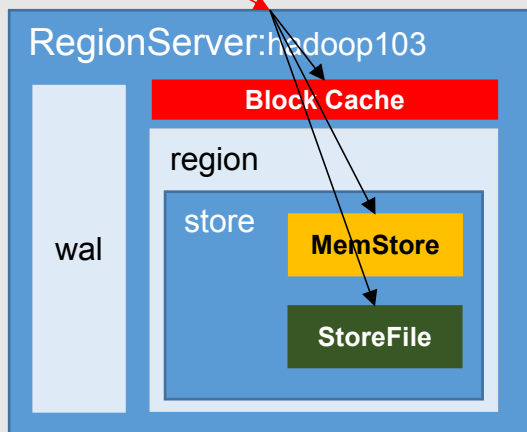 RegionServer:hadoop103
Block Cache
region
store
wal
MemStore
StoreFile